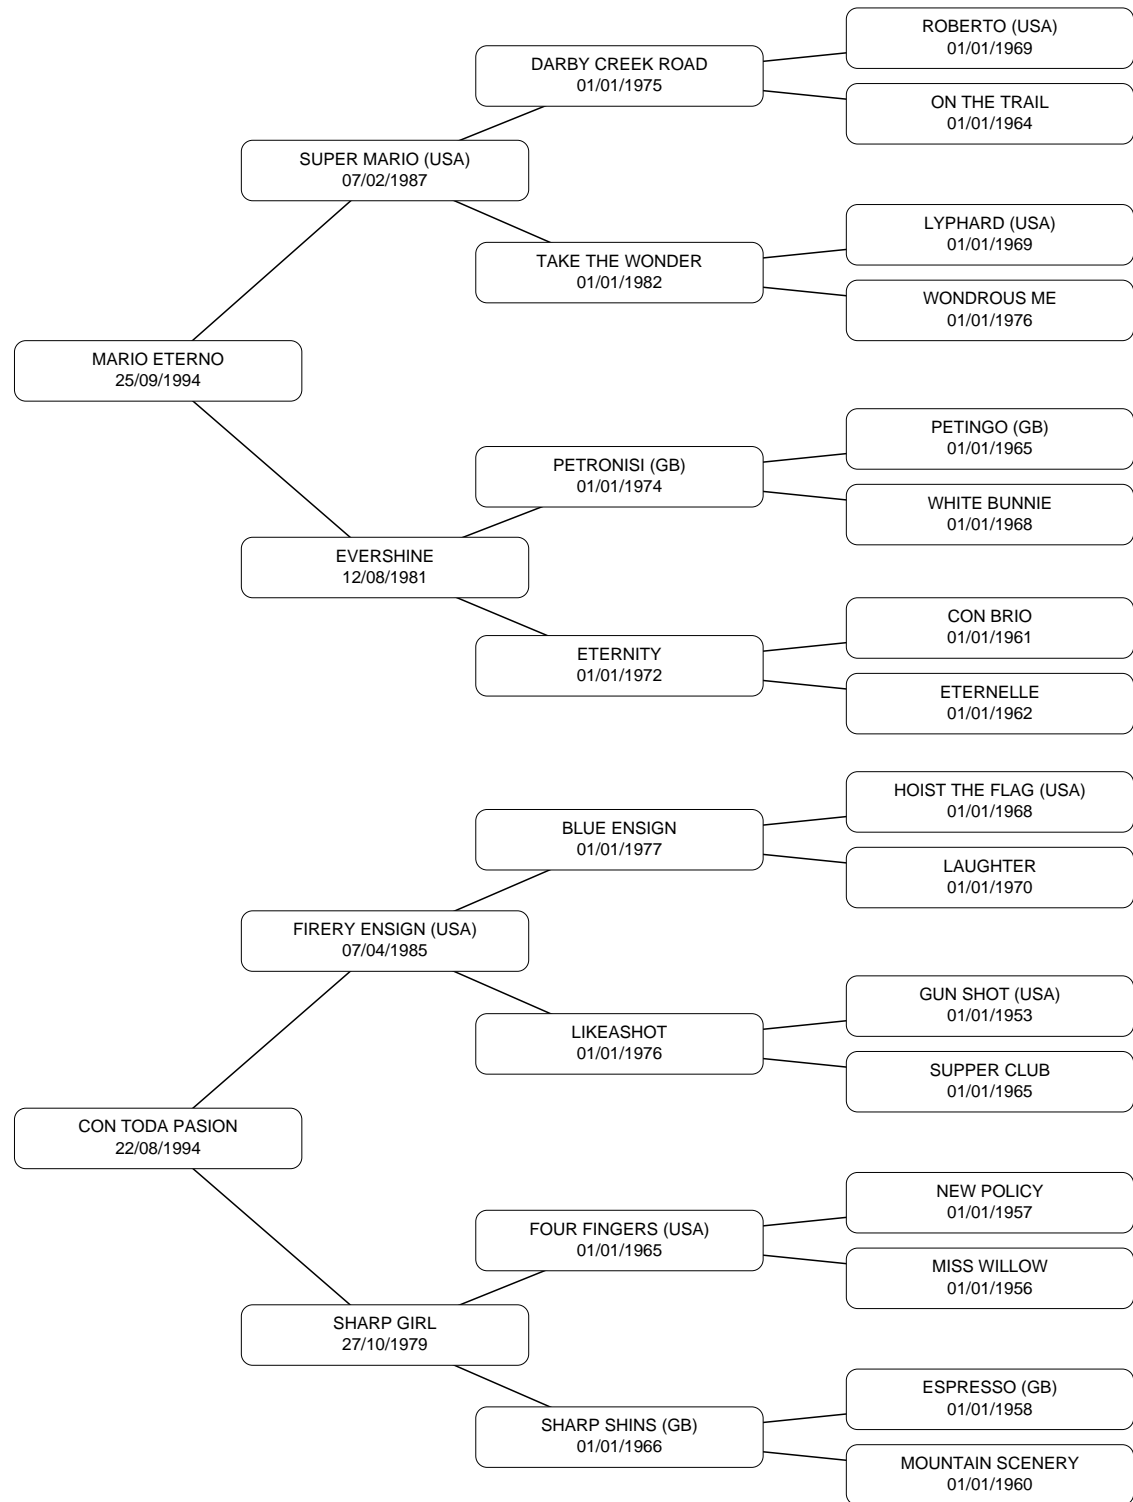 ROBERTO (USA)
01/01/1969
DARBY CREEK ROAD
01/01/1975
ON THE TRAIL
01/01/1964
SUPER MARIO (USA)
07/02/1987
LYPHARD (USA)
01/01/1969
TAKE THE WONDER
01/01/1982
WONDROUS ME
01/01/1976
MARIO ETERNO
25/09/1994
PETINGO (GB)
01/01/1965
PETRONISI (GB)
01/01/1974
WHITE BUNNIE
01/01/1968
EVERSHINE
12/08/1981
CON BRIO
01/01/1961
ETERNITY
01/01/1972
ETERNELLE
01/01/1962
HOIST THE FLAG (USA)
01/01/1968
BLUE ENSIGN
01/01/1977
LAUGHTER
01/01/1970
FIRERY ENSIGN (USA)
07/04/1985
GUN SHOT (USA)
01/01/1953
LIKEASHOT
01/01/1976
SUPPER CLUB
01/01/1965
CON TODA PASION
22/08/1994
NEW POLICY
01/01/1957
FOUR FINGERS (USA)
01/01/1965
MISS WILLOW
01/01/1956
SHARP GIRL
27/10/1979
ESPRESSO (GB)
01/01/1958
SHARP SHINS (GB)
01/01/1966
MOUNTAIN SCENERY
01/01/1960